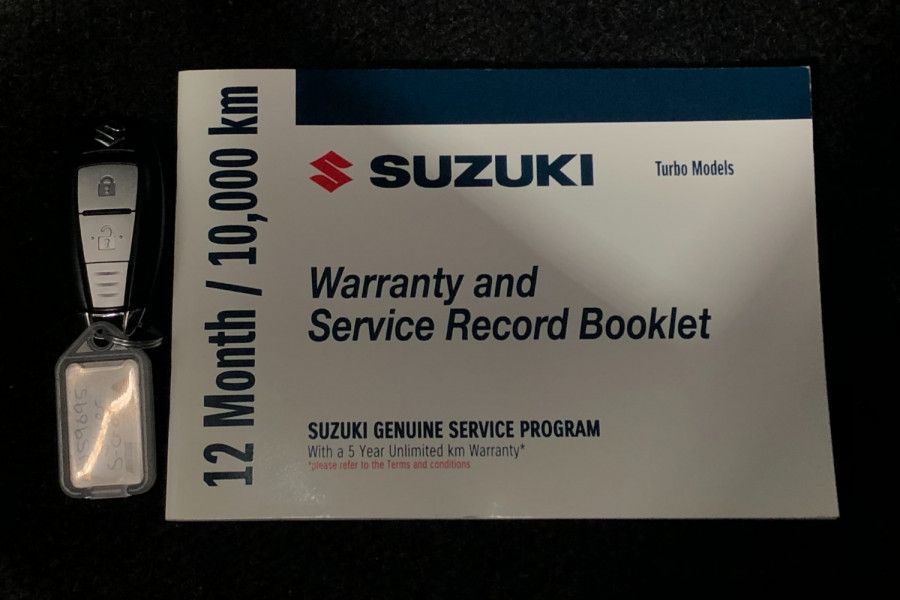 12 Month / 10,000 km
SUZUKI
Turbo Models
Warranty and
Service Record Booklet
SUZUKI GENUINE SERVICE PROGRAM
With a 5 Year Unlimited km Warranty*
*please refer to the Terms and conditions